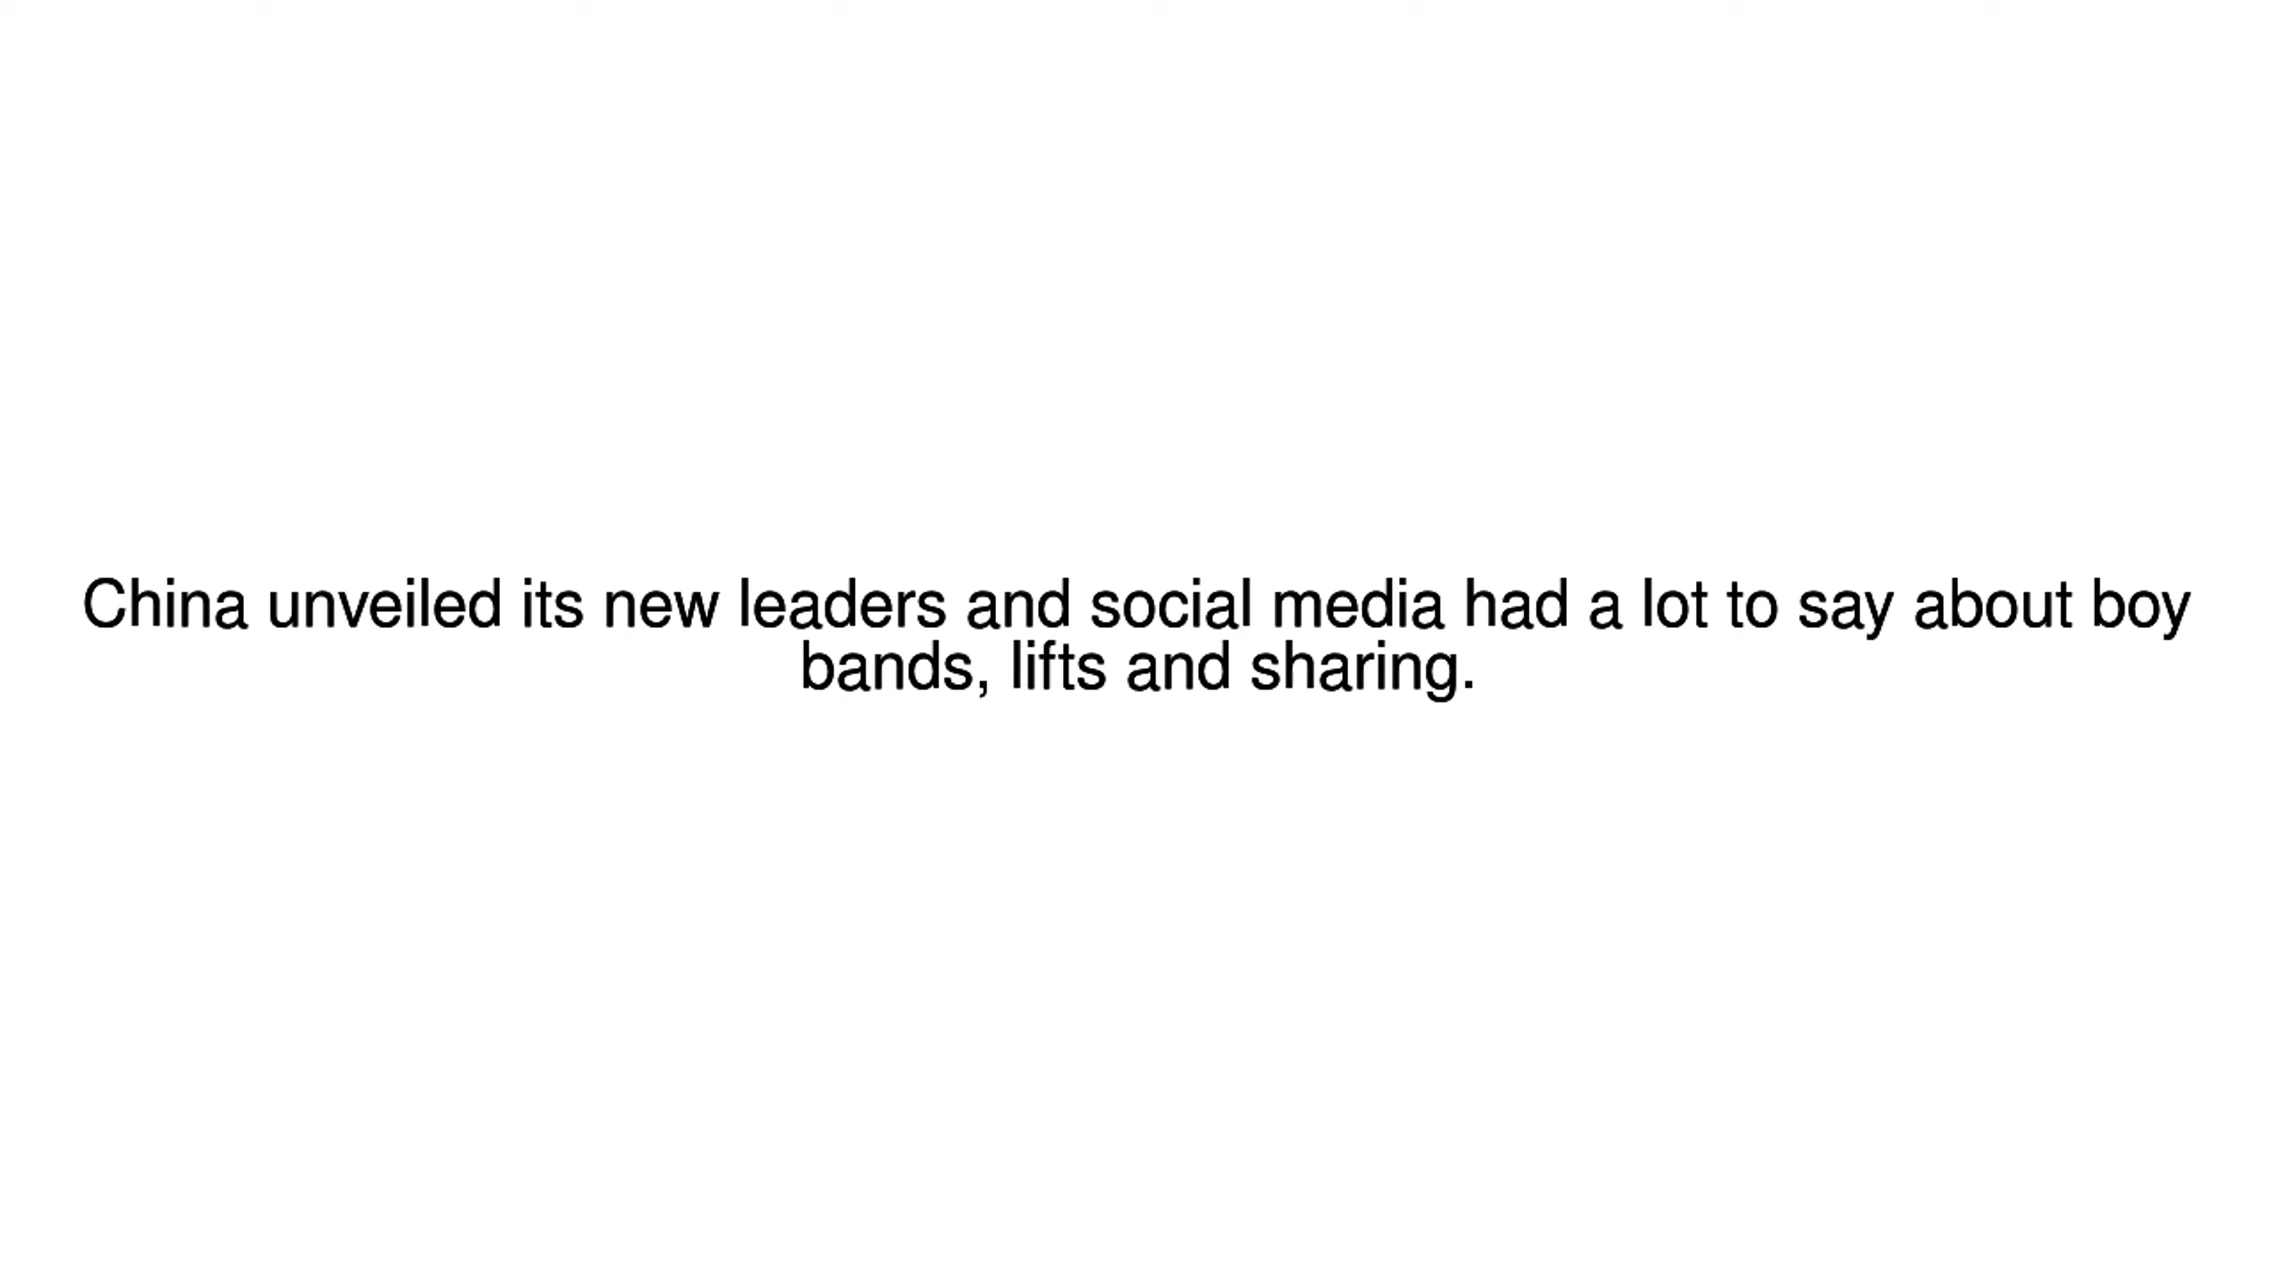 China unveiled its new leaders and social media had a lot to say about boy
bands, lifts and sharing.